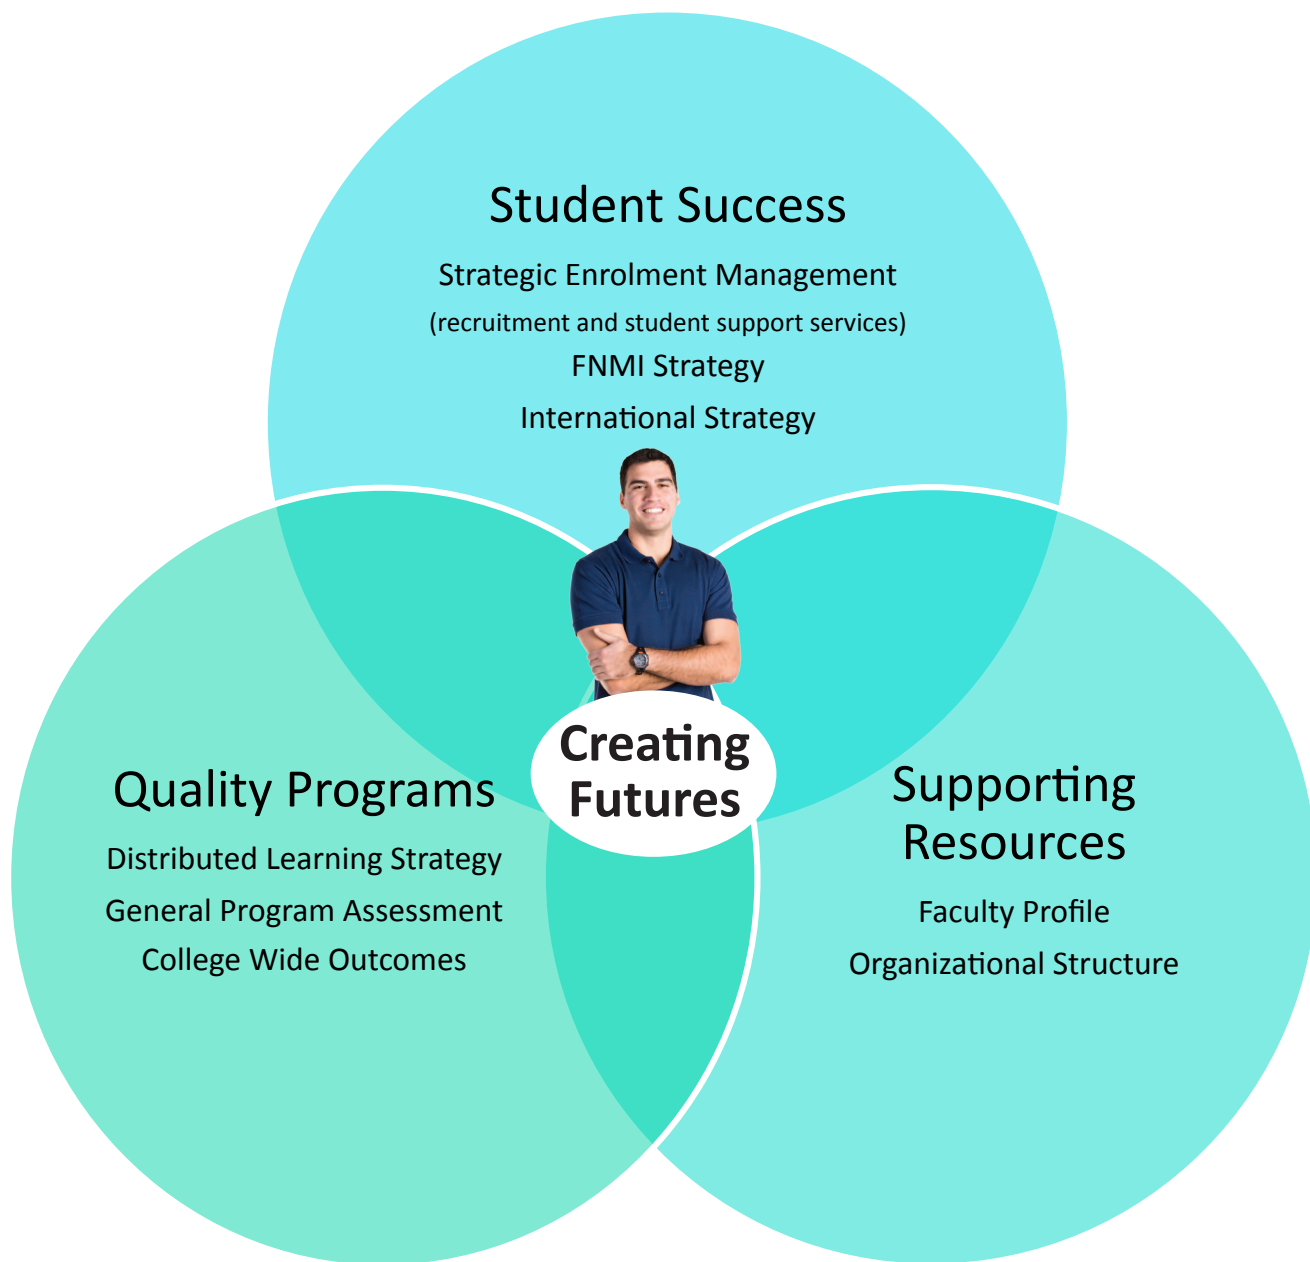 Student Success
Strategic Enrolment Management
(recruitment and student support services)
FNMI Strategy
International Strategy
Creating
Futures
Quality Programs
Distributed Learning Strategy
General Program Assessment
College Wide Outcomes
Supporting
Resources
Faculty Profile
Organizational Structure